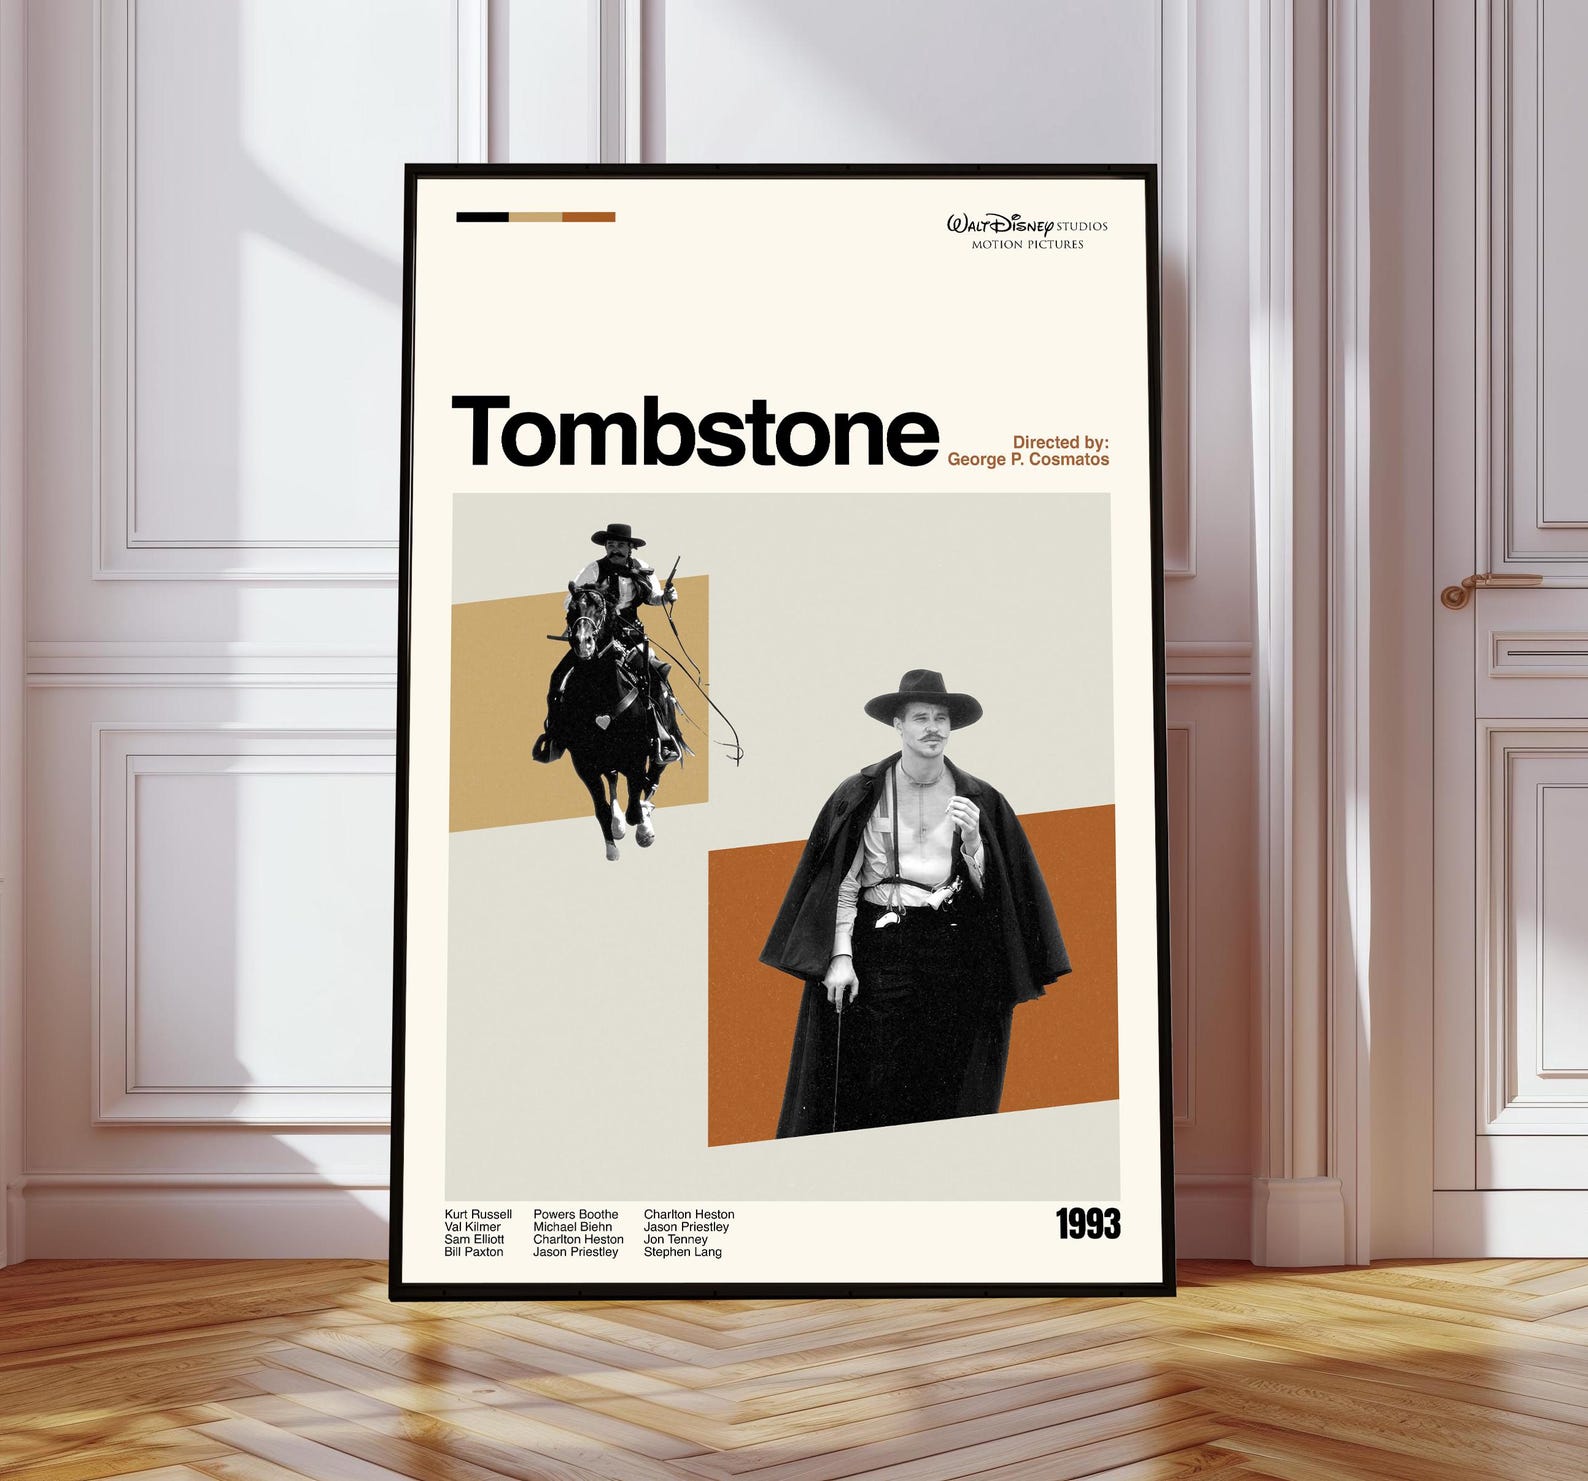 WALT DISNEY STUDIOS
MOTION PICTURES
Tombstone
Directed by:
George P. Cosmatos
Kurt Russell
Val Kilmer
Sam Elliott
Bill Paxton
Powers Boothe
Michael Biehn
Charlton Heston
Jason Priestley
Charlton Heston
Jason Priestley
Jon Tenney
Stephen Lang
1993